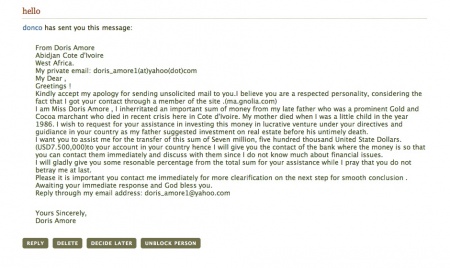 hello
donco has sent you this message:
From Doris Amore
Abidjan Cote d'Ivoire
West Africa.
My private email: doris_amore1(at)yahoo(dot)com
My Dear ,
Greetings !
Kindly accept my apology for sending unsolicited mail to you.I believe you are a respected personality, considering the
fact that I got your contact through a member of the site .(ma.gnolia.com)
I am Miss Doris Amore , I inherritated an important sum of money from my late father who was a prominent Gold and
Cocoa marchant who died in recent crisis here in Cote d'Ivoire. My mother died when I was a little child in the year
1986. I wish to request for your assistance in investing this money in lucrative venture under your directives and
guidiance in your country as my father suggested investment on real estate before his untimely death.
I want you to assist me for the transfer of this sum of Seven million, five hundred thousand United State Dollars.
(USD7.500,000)to your account in your country hence I will give you the contact of the bank where the money is so that
you can contact them immediately and discuss with them since I do not know much about financial issues.
I will gladly give you some resonable percentage from the total sum for your assistance while I pray that you do not
betray me at last.
Please it is important you contact me immediately for more clearification on the next step for smooth conclusion .
Awaiting your immediate response and God bless you.
Reply through my email address: doris_amore1@yahoo.com
Yours Sincerely,
Doris Amore
REPLY DELETE DECIDE LATER UNBLOCK PERSON